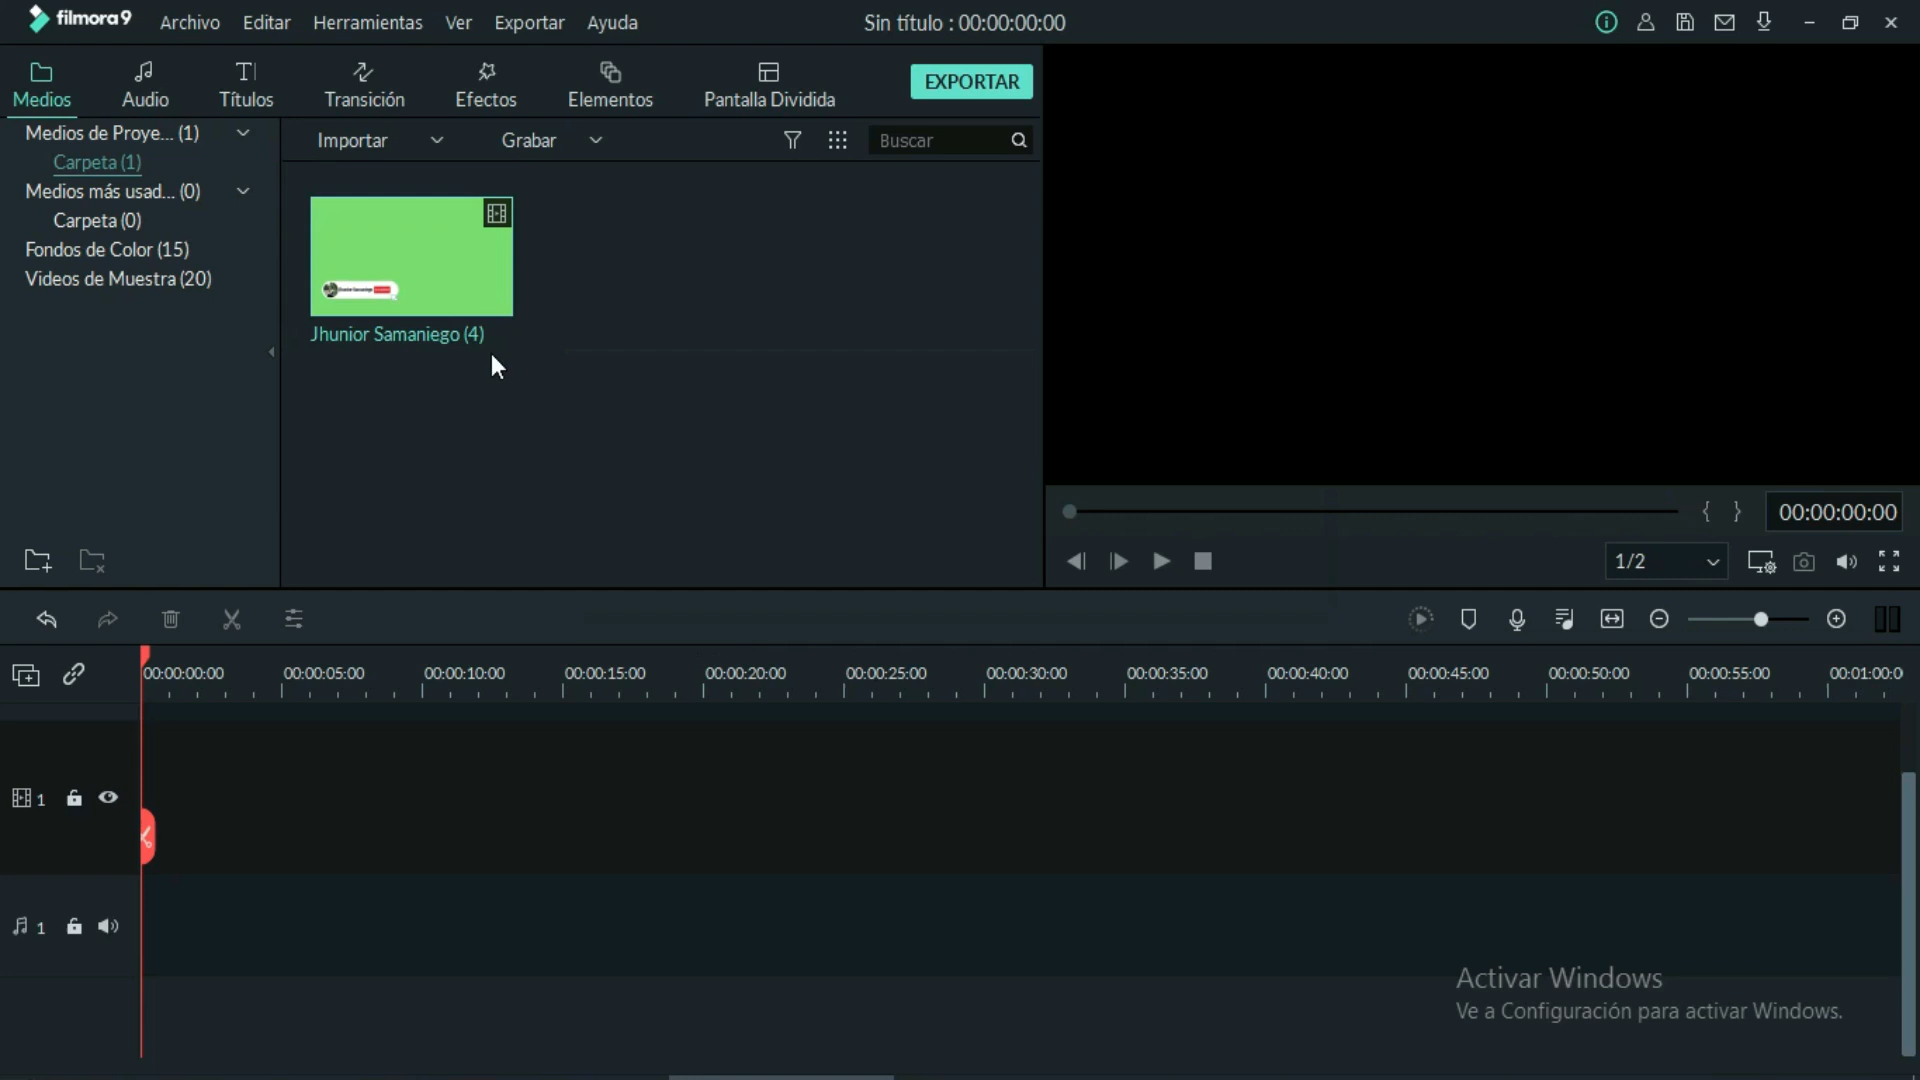 filmora9 Archivo Editar Herramientas Ver Exportar Ayuda Sin título : 00:00:00:00
Medios Audio Títulos Transición Efectos Elementos Pantalla Dividida EXPORTAR
Medios de Proye... (1) Importar Grabar Buscar
Carpeta (1)
Medios más usad... (0)
Carpeta (0)
Fondos de Color (15)
Videos de Muestra (20)
Jhunior Samaniego (4)
00:00:00:00
1/2
00:00:00:00 00:00:05:00 00:00:10:00 00:00:15:00 00:00:20:00 00:00:25:00 00:00:30:00 00:00:35:00 00:00:40:00 00:00:45:00 00:00:50:00 00:00:55:00 00:01:00:0
1
1
Activar Windows
Ve a Configuración para activar Windows.